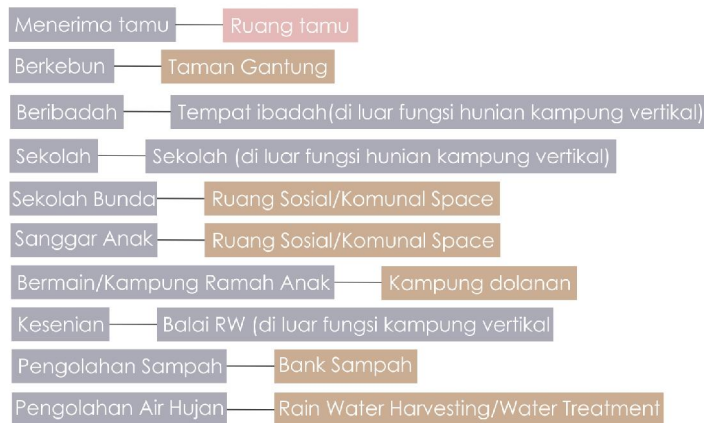 Menerima tamu Ruang tamu
Berkebun Taman Gantung
Beribadah Tempat ibadah(di luar fungsi hunian kampung vertikal)
Sekolah Sekolah (di luar fungsi hunian kampung vertikal)
Sekolah Bunda Ruang Sosial/Komunal Space
Sanggar Anak Ruang Sosial/Komunal Space
Bermain/Kampung Ramah Anak Kampung dolanan
Kesenian Balai RW (di luar fungsi kampung vertikal
Pengolahan Sampah Bank Sampah
Pengolahan Air Hujan Rain Water Harvesting/Water Treatment